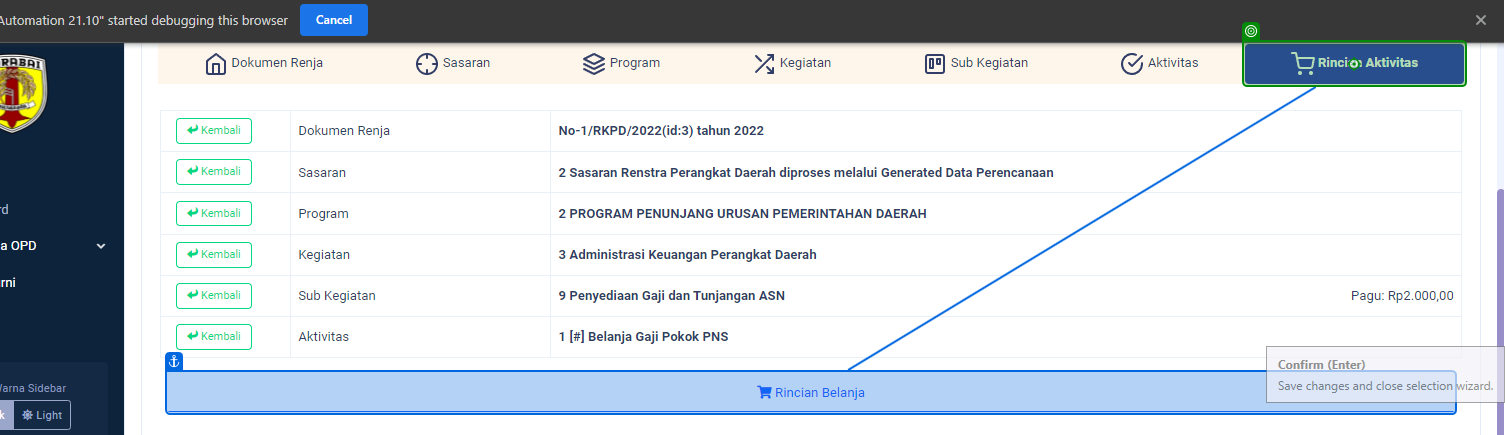 Automation 21.10" started debugging this browser Cancel
RABAI
Dokumen Renja Sasaran Program Kegiatan Sub Kegiatan Aktivitas Rincian Aktivitas
Kembali Dokumen Renja No-1/RKPD/2022(id:3) tahun 2022
Kembali Sasaran 2 Sasaran Renstra Perangkat Daerah diproses melalui Generated Data Perencanaan
Kembali Program 2 PROGRAM PENUNJANG URUSAN PEMERINTAHAN DAERAH
Kembali Kegiatan 3 Administrasi Keuangan Perangkat Daerah
Kembali Sub Kegiatan 9 Penyediaan Gaji dan Tunjangan ASN Pagu: Rp2.000,00
Kembali Aktivitas 1 [#] Belanja Gaji Pokok PNS
Rincian Belanja
Confirm (Enter)
Save changes and close selection wizard.
rd
a OPD
rni
Warna Sidebar
k Light